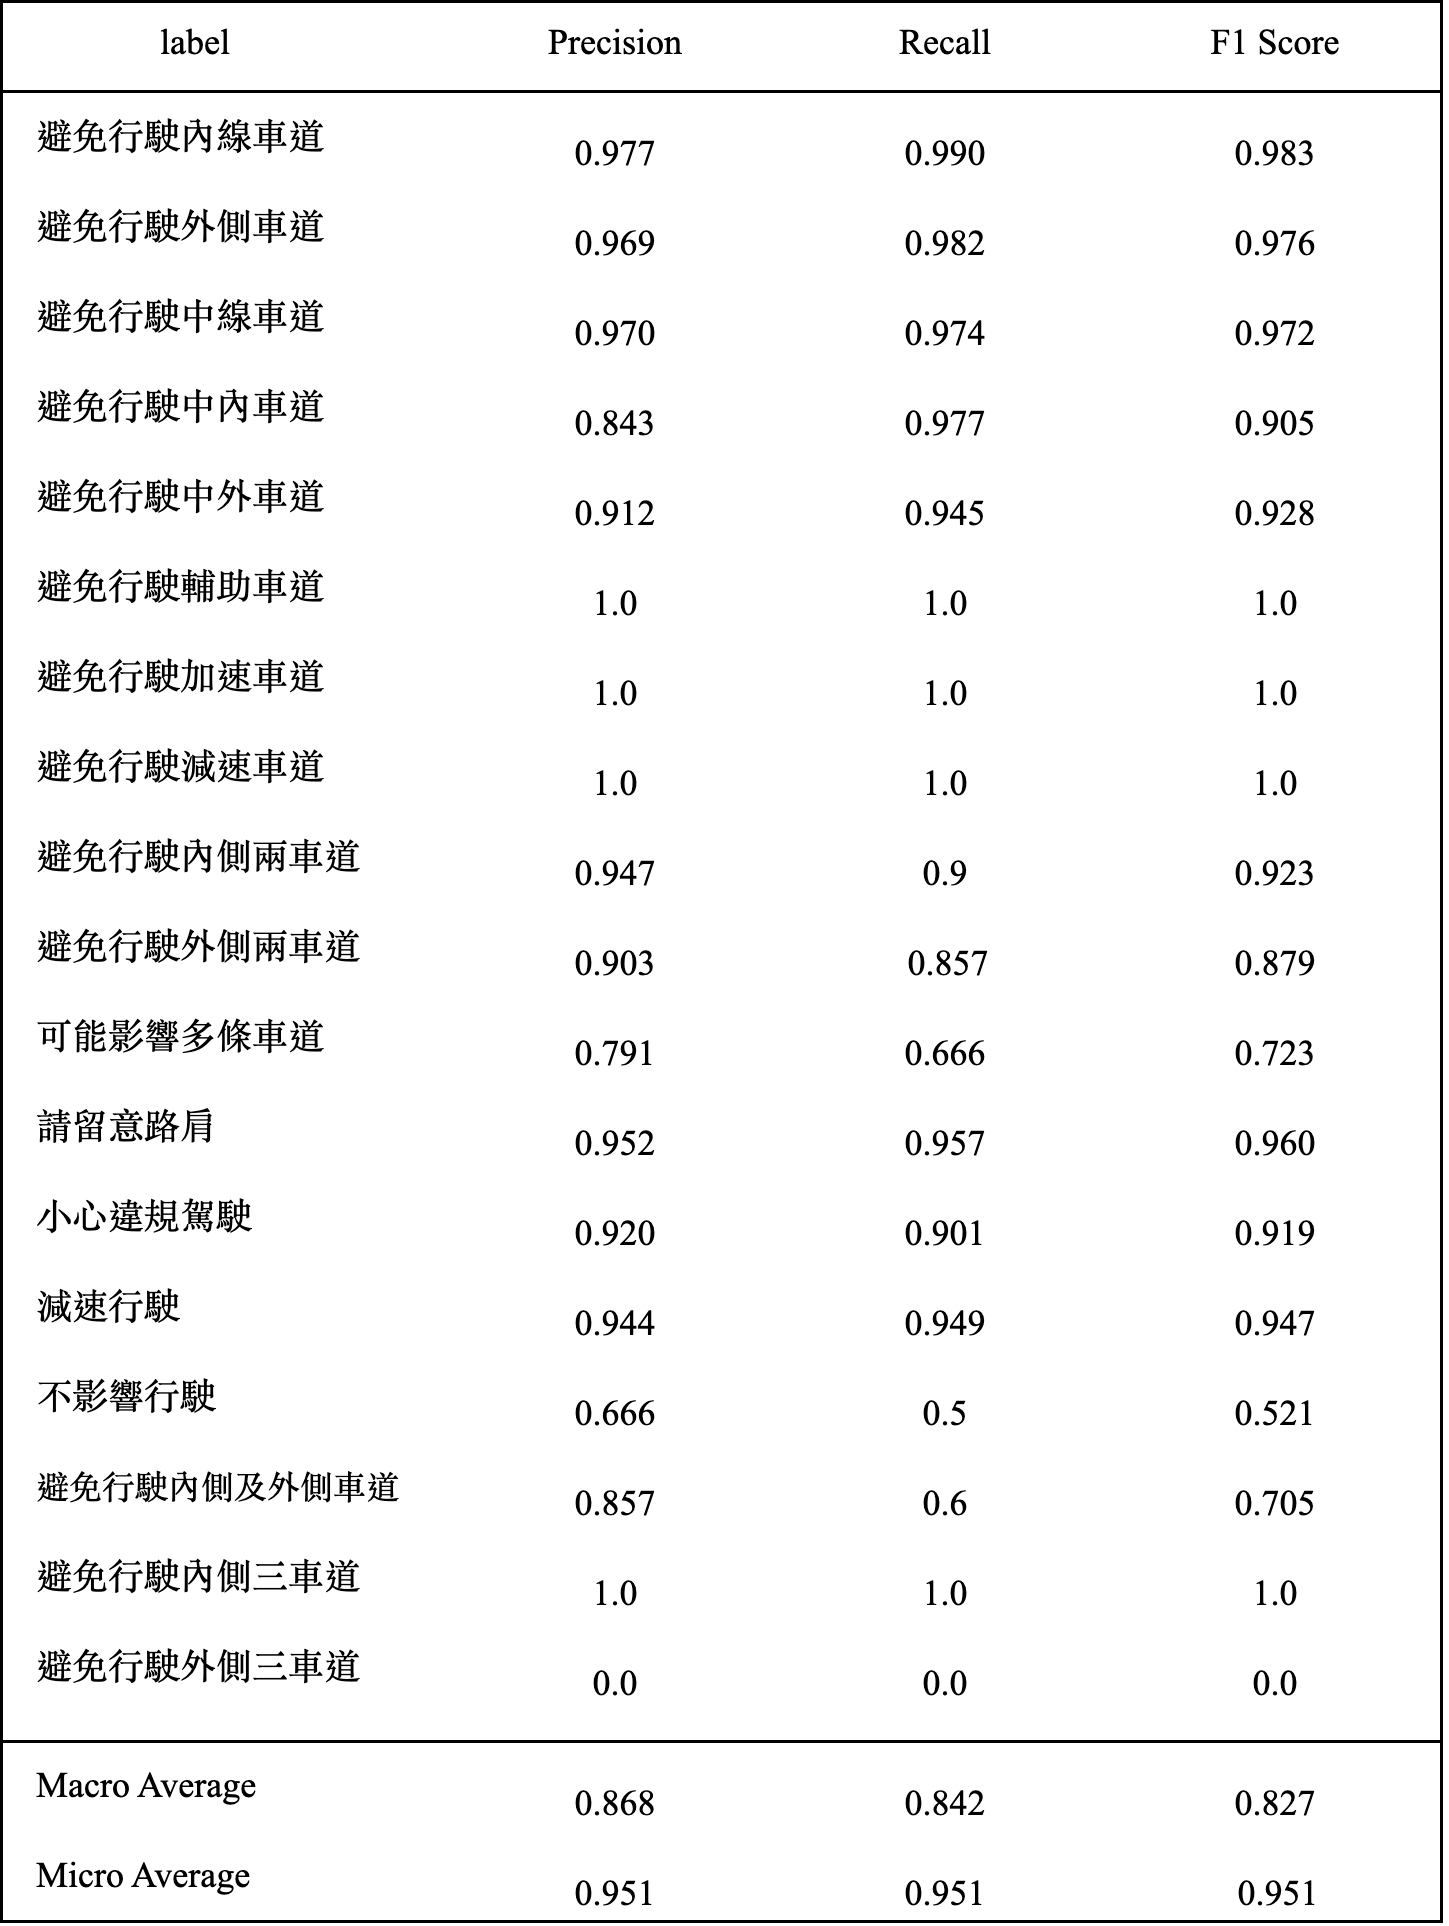 label Precision Recall F1 Score
避免行駛內線車道 0.977 0.990 0.983
避免行駛外側車道 0.969 0.982 0.976
避免行駛中線車道 0.970 0.974 0.972
避免行駛中內車道 0.843 0.977 0.905
避免行駛中外車道 0.912 0.945 0.928
避免行駛輔助車道 1.0 1.0 1.0
避免行駛加速車道 1.0 1.0 1.0
避免行駛減速車道 1.0 1.0 1.0
避免行駛內側兩車道 0.947 0.9 0.923
避免行駛外側兩車道 0.903 0.857 0.879
可能影響多條車道 0.791 0.666 0.723
請留意路肩 0.952 0.957 0.960
小心違規駕駛 0.920 0.901 0.919
減速行駛 0.944 0.949 0.947
不影響行駛 0.666 0.5 0.521
避免行駛內側及外側車道 0.857 0.6 0.705
避免行駛內側三車道 1.0 1.0 1.0
避免行駛外側三車道 0.0 0.0 0.0
Macro Average 0.868 0.842 0.827
Micro Average 0.951 0.951 0.951